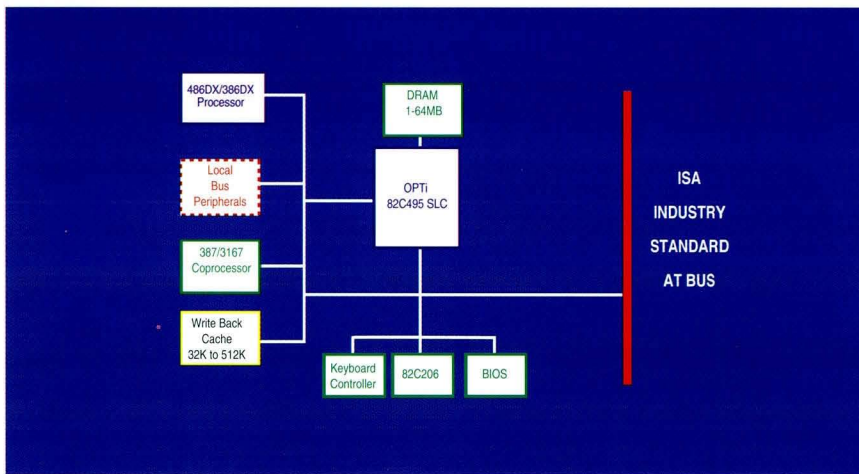 486DX/386DX
Processor
DRAM
1-64MB
Local
Bus
Peripherals
OPTi
82C495 SLC
387/3167
Coprocessor
Write Back
Cache
32K to 512K
Keyboard
Controller
82C206
BIOS
ISA
INDUSTRY
STANDARD
AT BUS